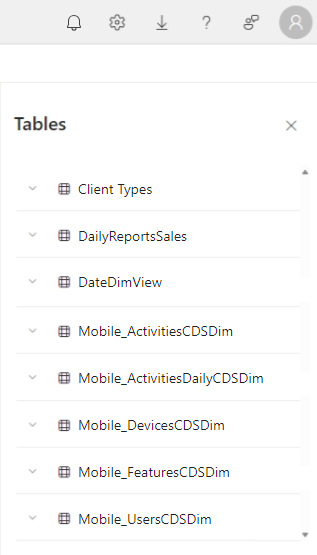 Tables
Client Types
DailyReportsSales
DateDimView
Mobile_ActivitiesCDSDim
Mobile_ActivitiesDailyCDSDim
Mobile_DevicesCDSDim
Mobile_FeaturesCDSDim
Mobile_UsersCDSDim